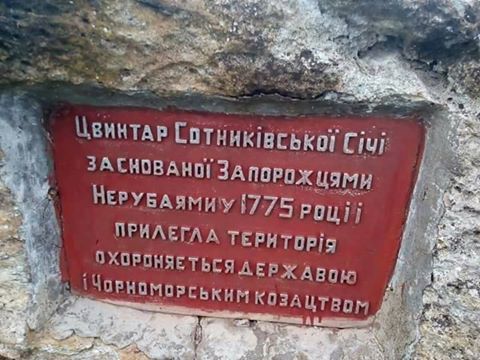 Цвинтар Сотниківської Січі
заснованої Запорожцями
Нерубаями у 1775 році і
прилегла територія
охороняється державою
і Чорноморським козацтвом